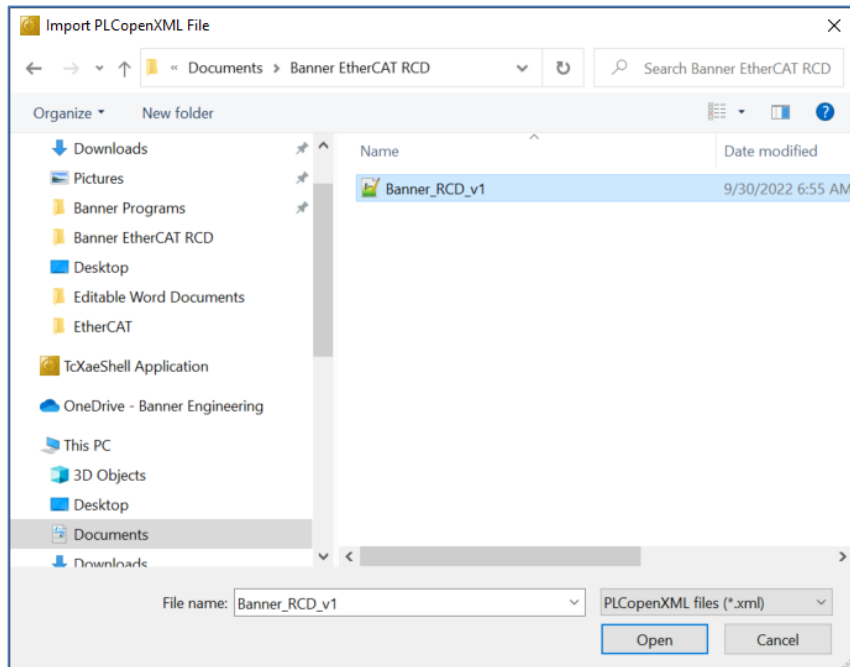 Import PLCopenXML File
« Documents > Banner EtherCAT RCD
Search Banner EtherCAT RCD
Organize
New folder
Downloads
Pictures
Banner Programs
Banner EtherCAT RCD
Desktop
Editable Word Documents
EtherCAT
TcXaeShell Application
OneDrive - Banner Engineering
This PC
3D Objects
Desktop
Documents
Downloads
Name
Date modified
Banner_RCD_v1
9/30/2022 6:55 AM
File name:
Banner_RCD_v1
PLCopenXML files (*.xml)
Open
Cancel